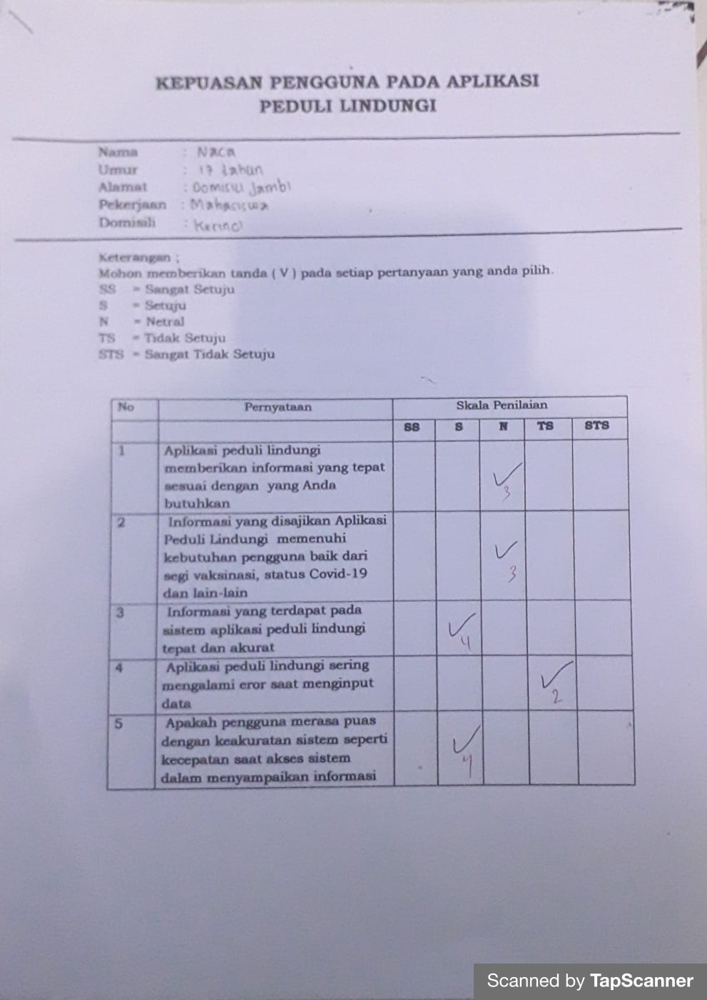 KEPUASAN PENGGUNA PADA APLIKASI
PEDULI LINDUNGI
Nama : Naca
Umur : 17 tahun
Alamat : Domisili Jambi
Pekerjaan : Mahasiswa
Domisili : Kerinci
Keterangan ;
Mohon memberikan tanda ( V ) pada setiap pertanyaan yang anda pilih.
SS = Sangat Setuju
S = Setuju
N = Netral
TS = Tidak Setuju
STS = Sangat Tidak Setuju
No Pernyataan Skala Penilaian
SS S N TS STS
1 Aplikasi peduli lindungi
memberikan informasi yang tepat
sesuai dengan yang Anda
butuhkan
✓
3
2 Informasi yang disajikan Aplikasi
Peduli Lindungi memenuhi
kebutuhan pengguna baik dari
segi vaksinasi, status Covid-19
dan lain-lain
✓
3
3 Informasi yang terdapat pada
sistem aplikasi peduli lindungi
tepat dan akurat
✓
4
4 Aplikasi peduli lindungi sering
mengalami eror saat menginput
data
✓
2
5 Apakah pengguna merasa puas
dengan keakuratan sistem seperti
kecepatan saat akses sistem
dalam menyampaikan informasi
✓
4
Scanned by TapScanner